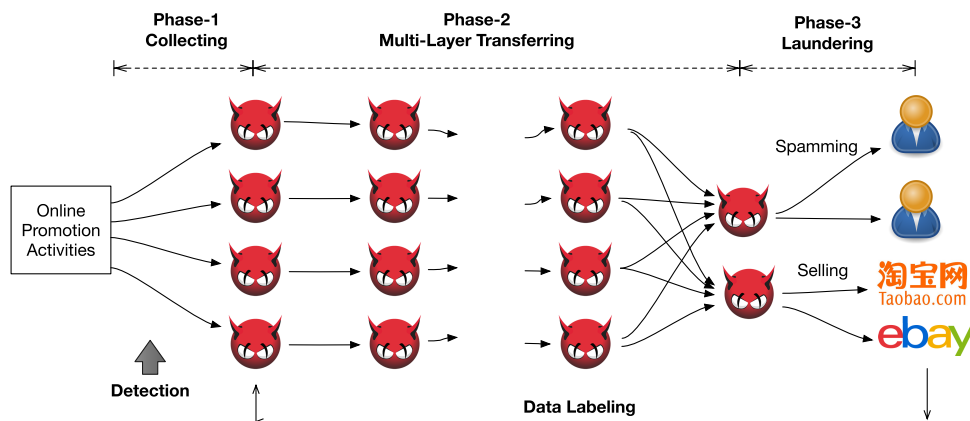 Phase-1
Collecting
Phase-2
Multi-Layer Transferring
Phase-3
Laundering
Online
Promotion
Activities
Spamming
Selling
淘宝网
Taobao.com
ebay
Detection
Data Labeling